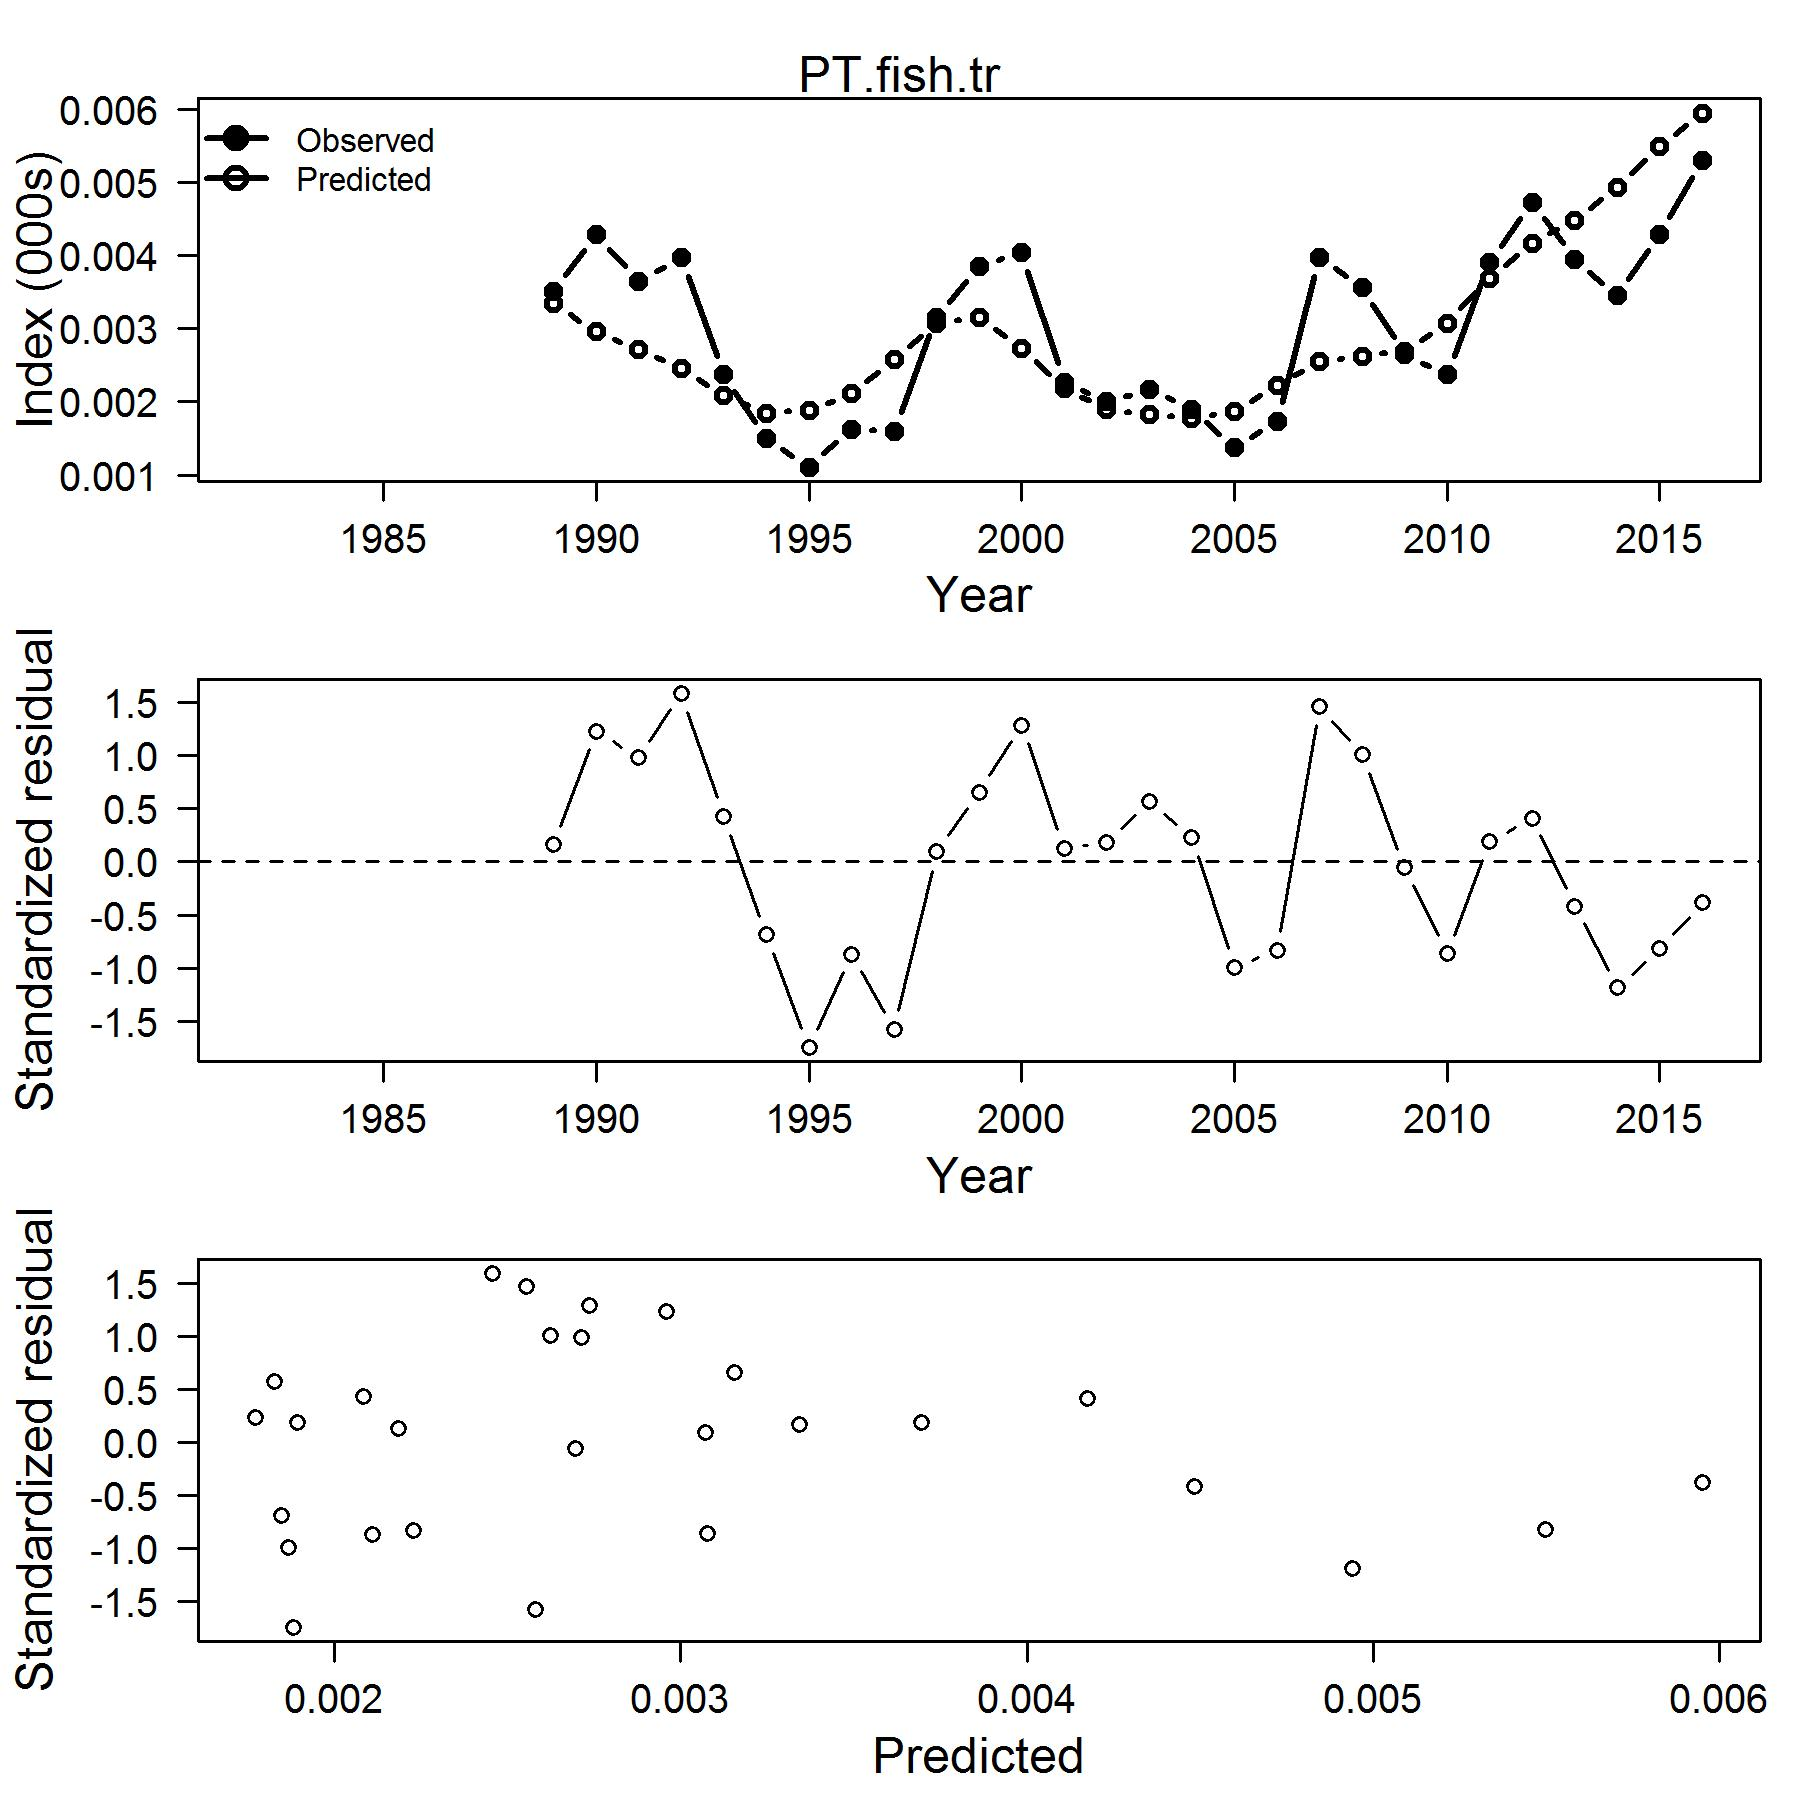 PT.fish.tr
Index (000s)
0.006
0.005
0.004
0.003
0.002
0.001
Observed
Predicted
1985 1990 1995 2000 2005 2010 2015
Year
Standardized residual
1.5
1.0
0.5
0.0
-0.5
-1.0
-1.5
1985 1990 1995 2000 2005 2010 2015
Year
Standardized residual
1.5
1.0
0.5
0.0
-0.5
-1.0
-1.5
0.002 0.003 0.004 0.005 0.006
Predicted